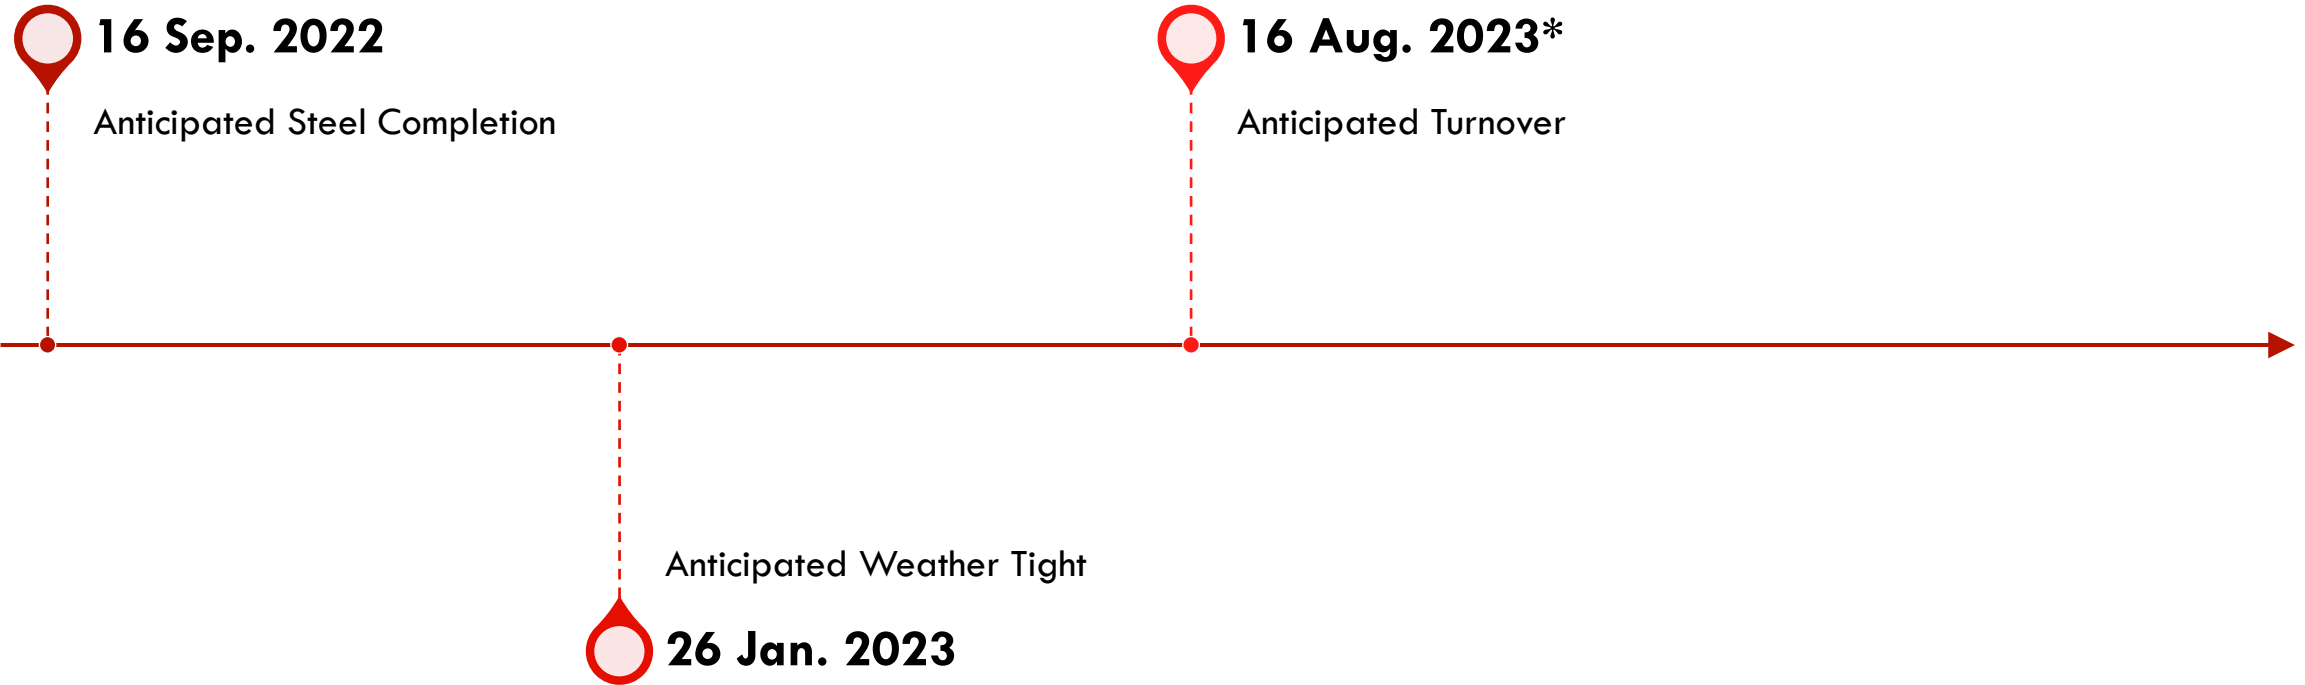 16 Sep. 2022
Anticipated Steel Completion
16 Aug. 2023*
Anticipated Turnover
Anticipated Weather Tight
26 Jan. 2023